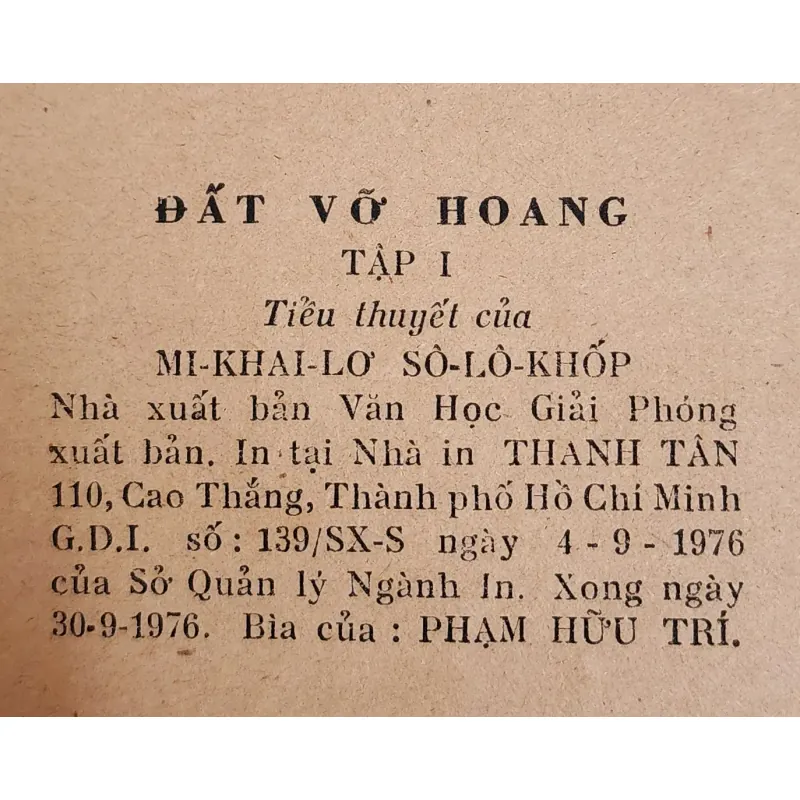 ĐẤT VỠ HOANG
TẬP I
Tiểu thuyết của
MI-KHAI-LƠ SÔ-LÔ-KHỐP
Nhà xuất bản Văn Học Giải Phóng
xuất bản. In tại Nhà in THANH TÂN
110, Cao Thắng, Thành phố Hồ Chí Minh
G.D.I. số : 139/SX-S ngày 4 - 9 - 1976
của Sở Quản lý Ngành In. Xong ngày
30-9-1976. Bìa của : PHẠM HỮU TRÍ.